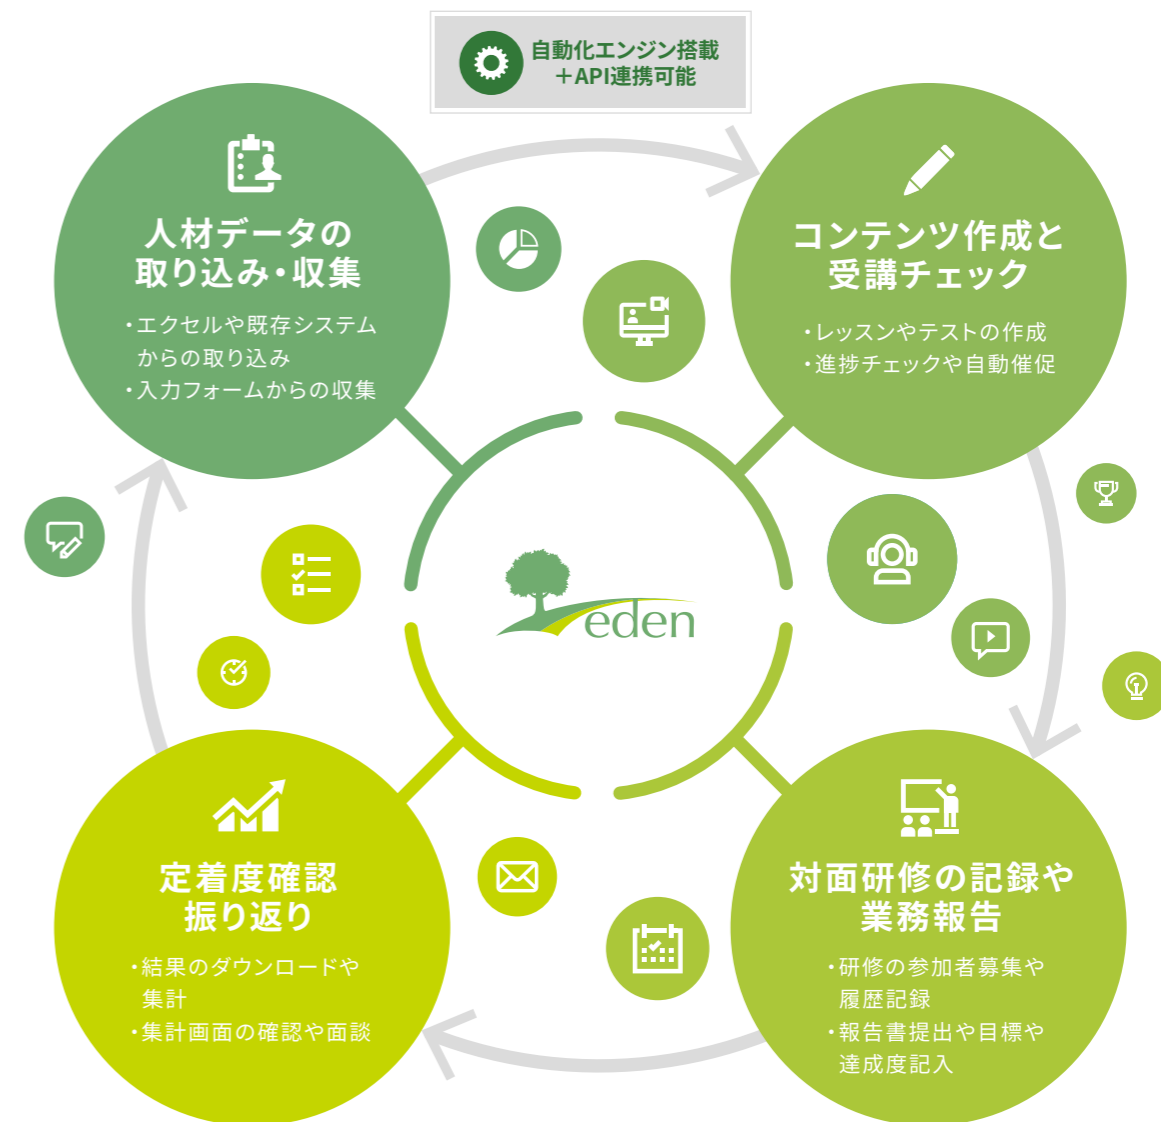 自動化エンジン搭載
＋API連携可能
人材データの
取り込み・収集
・エクセルや既存システム
からの取り込み
・入力フォームからの収集
コンテンツ作成と
受講チェック
・レッスンやテストの作成
・進捗チェックや自動催促
eden
定着度確認
振り返り
・結果のダウンロードや
集計
・集計画面の確認や面談
対面研修の記録や
業務報告
・研修の参加者募集や
履歴記録
・報告書提出や目標や
達成度記入